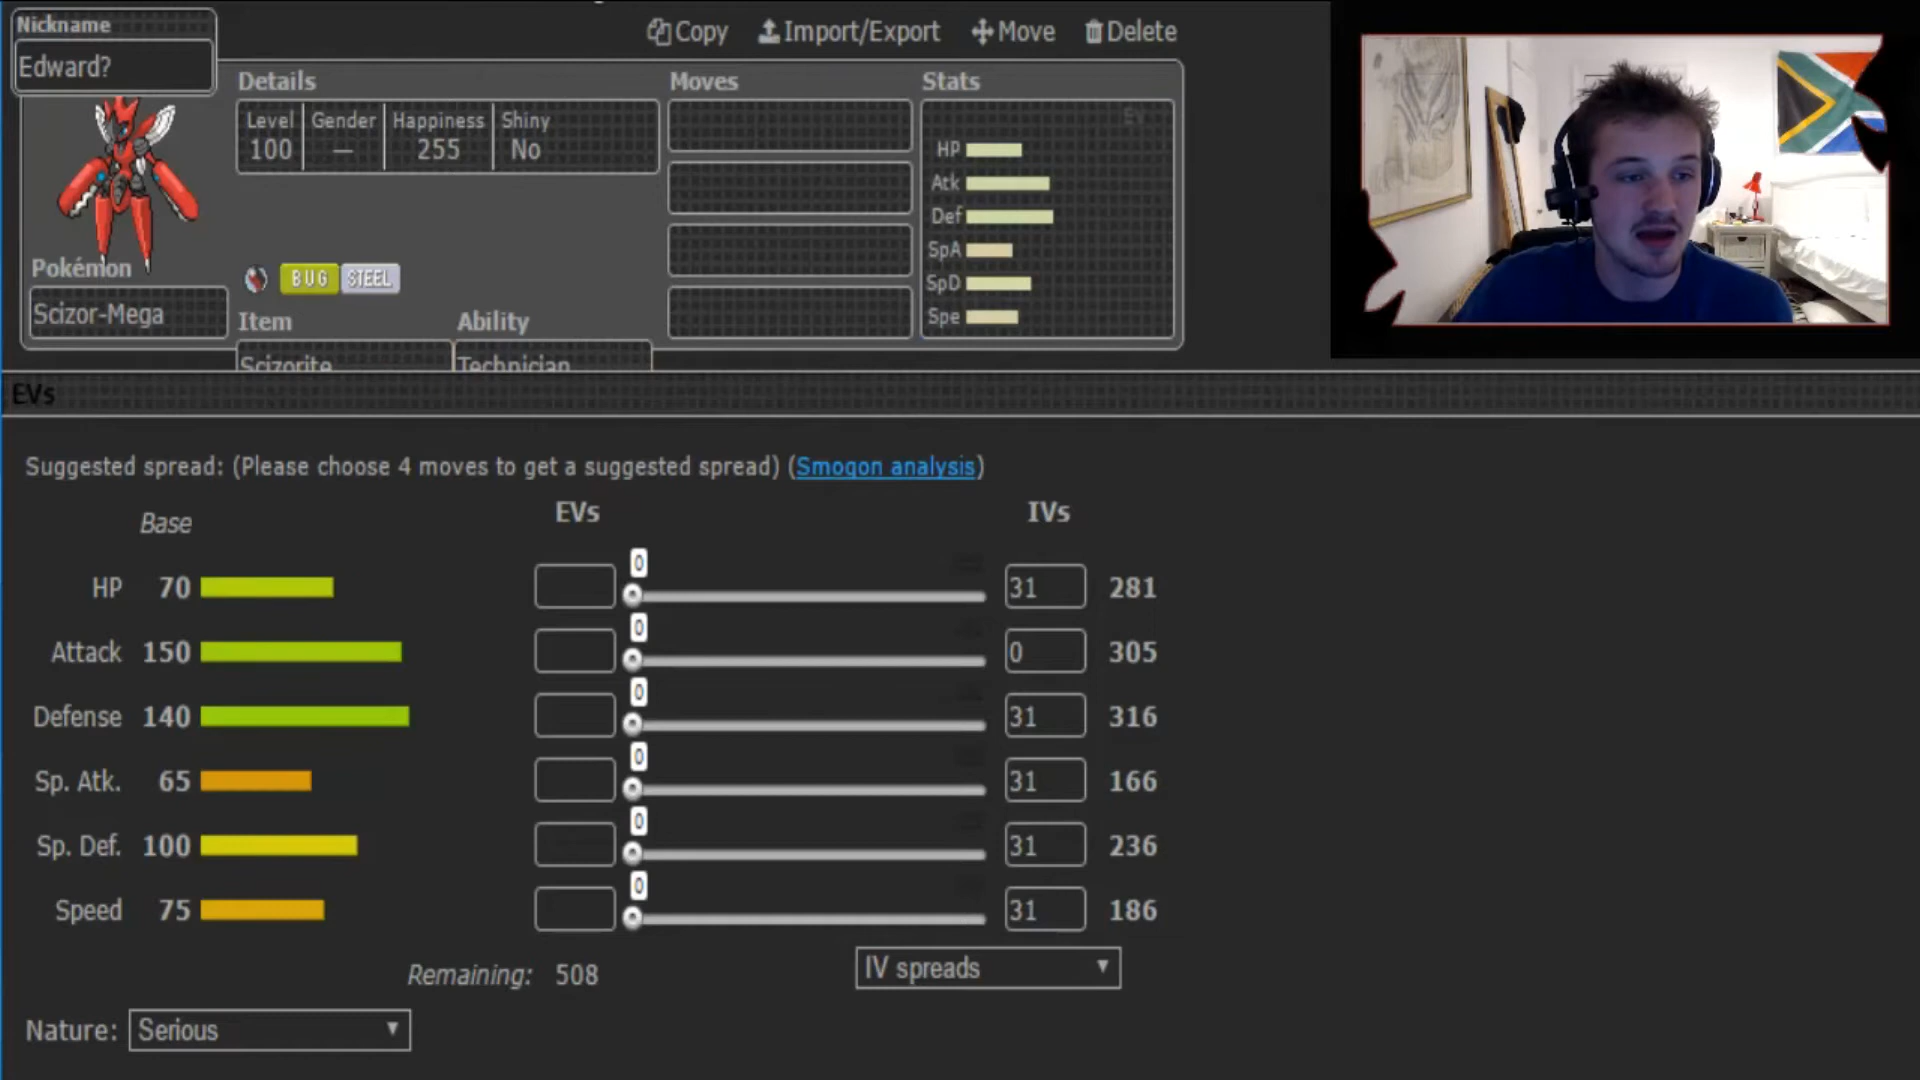 Nickname
Edward?
Copy Import/Export Move Delete
Details
Level Gender Happiness Shiny
100 — 255 No
Pokémon
Scizor-Mega
BUG STEEL
Item Ability
Scizorite Technician
Moves
Stats
EV
HP
Atk
Def
SpA
SpD
Spe
EVs
Suggested spread: (Please choose 4 moves to get a suggested spread) (Smogon analysis)
Base EVs IVs
HP 70 0 31 281
Attack 150 0 0 305
Defense 140 0 31 316
Sp. Atk. 65 0 31 166
Sp. Def. 100 0 31 236
Speed 75 0 31 186
Remaining: 508 IV spreads
Nature: Serious